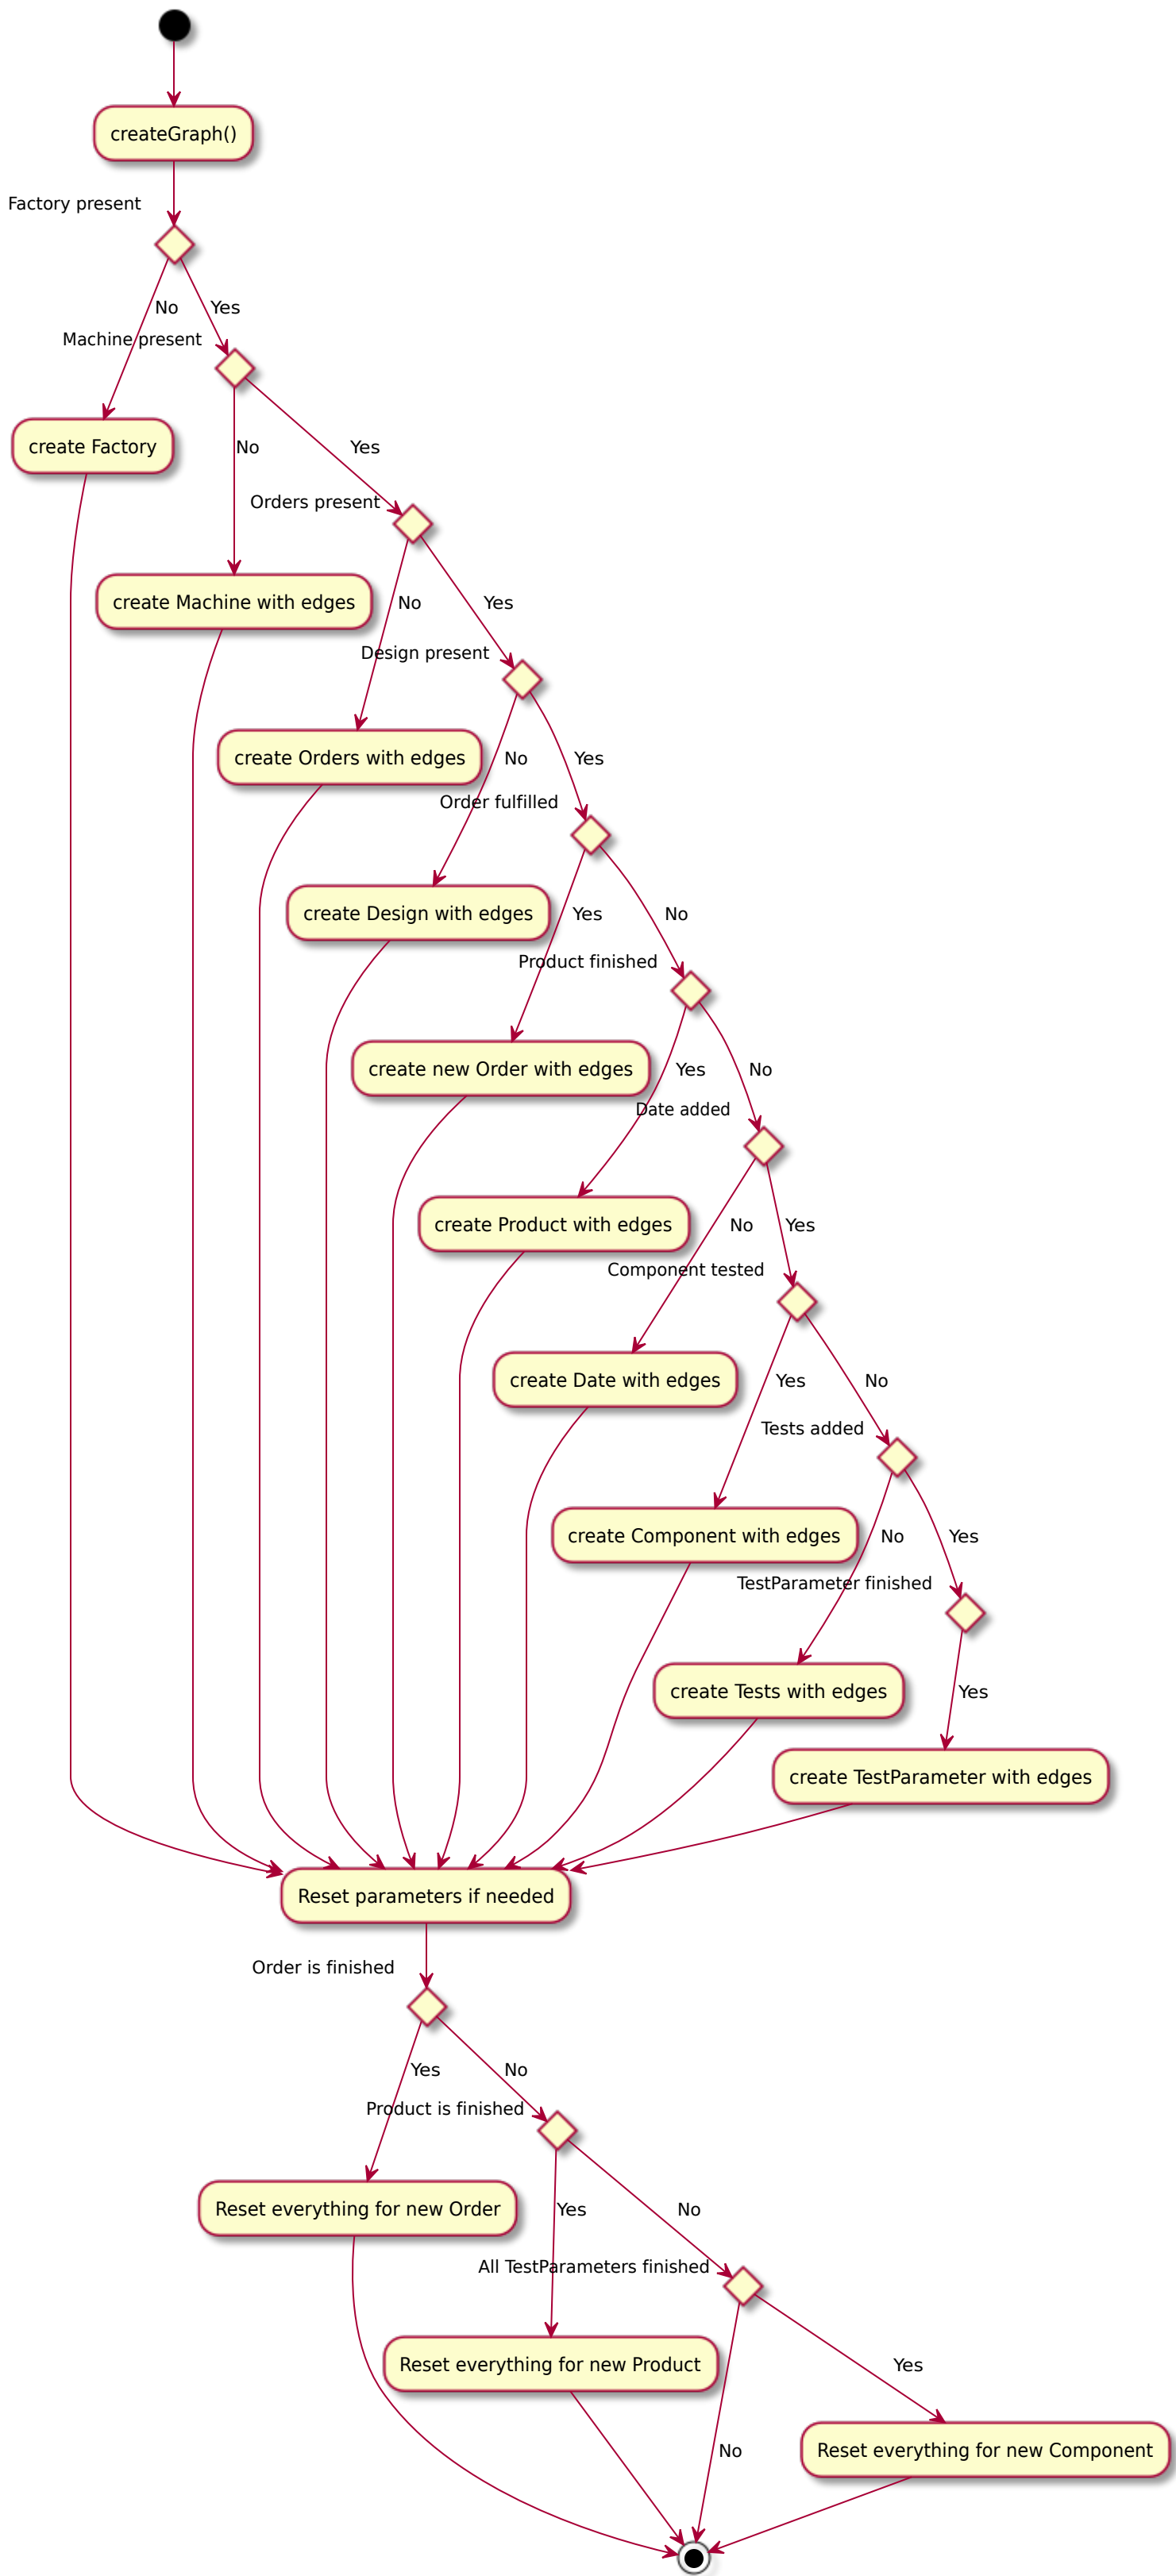 createGraph()
Factory present
No
Yes
Machine present
create Factory
No
Yes
Orders present
create Machine with edges
No
Yes
Design present
create Orders with edges
No
Yes
Order fulfilled
create Design with edges
Yes
No
Product finished
create new Order with edges
Yes
No
Date added
create Product with edges
No
Yes
Component tested
create Date with edges
Yes
No
Tests added
create Component with edges
No
Yes
TestParameter finished
create Tests with edges
Yes
create TestParameter with edges
Reset parameters if needed
Order is finished
Yes
No
Product is finished
Reset everything for new Order
Yes
No
All TestParameters finished
Reset everything for new Product
Yes
No
Reset everything for new Component